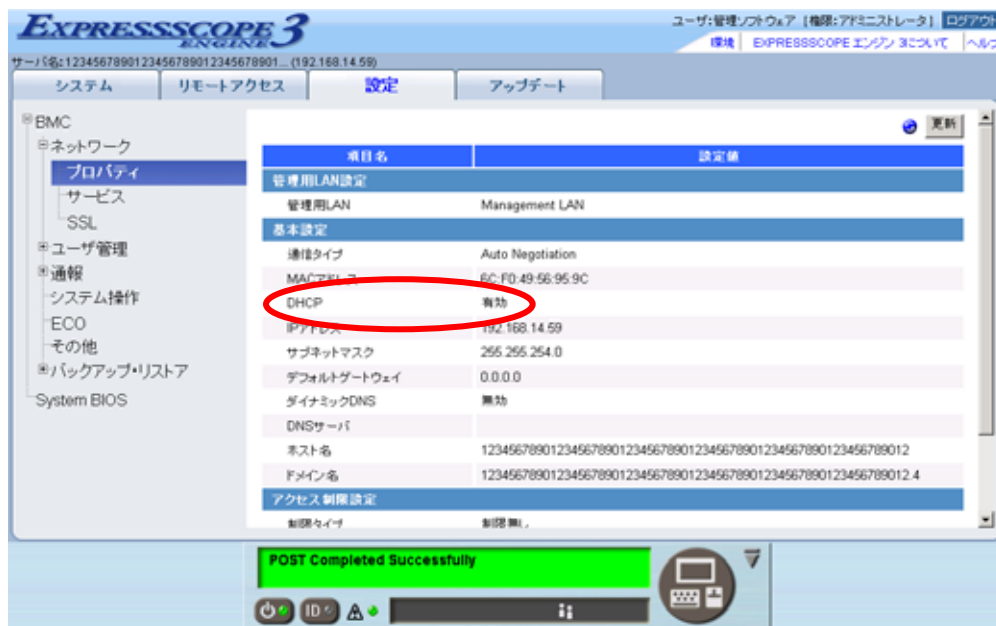 EXPRESSSCOPE 3
ENGINE
ユーザ:管理ソフトウェア [権限:アドミニストレータ] ログアウト
環境 EXPRESSSCOPE エンジン 3について ヘルプ
サーバ名:1234567890123456789012345678901... (192.168.14.59)
システム リモートアクセス 設定 アップデート
BMC
ネットワーク
プロパティ
サービス
SSL
ユーザ管理
通報
システム操作
ECO
その他
バックアップ・リストア
System BIOS
更新
項目名 設定値
管理用LAN設定
管理用LAN Management LAN
基本設定
通信タイプ Auto Negotiation
MACアドレス 6C:F0:49:56:95:9C
DHCP 有効
IPアドレス 192.168.14.59
サブネットマスク 255.255.254.0
デフォルトゲートウェイ 0.0.0.0
ダイナミックDNS 無効
DNSサーバ
ホスト名 12345678901234567890123456789012345678901234567890123456789012
ドメイン名 12345678901234567890123456789012345678901234567890123456789012.4
アクセス制限設定
制限タイプ 制限無し
POST Completed Successfully
ID